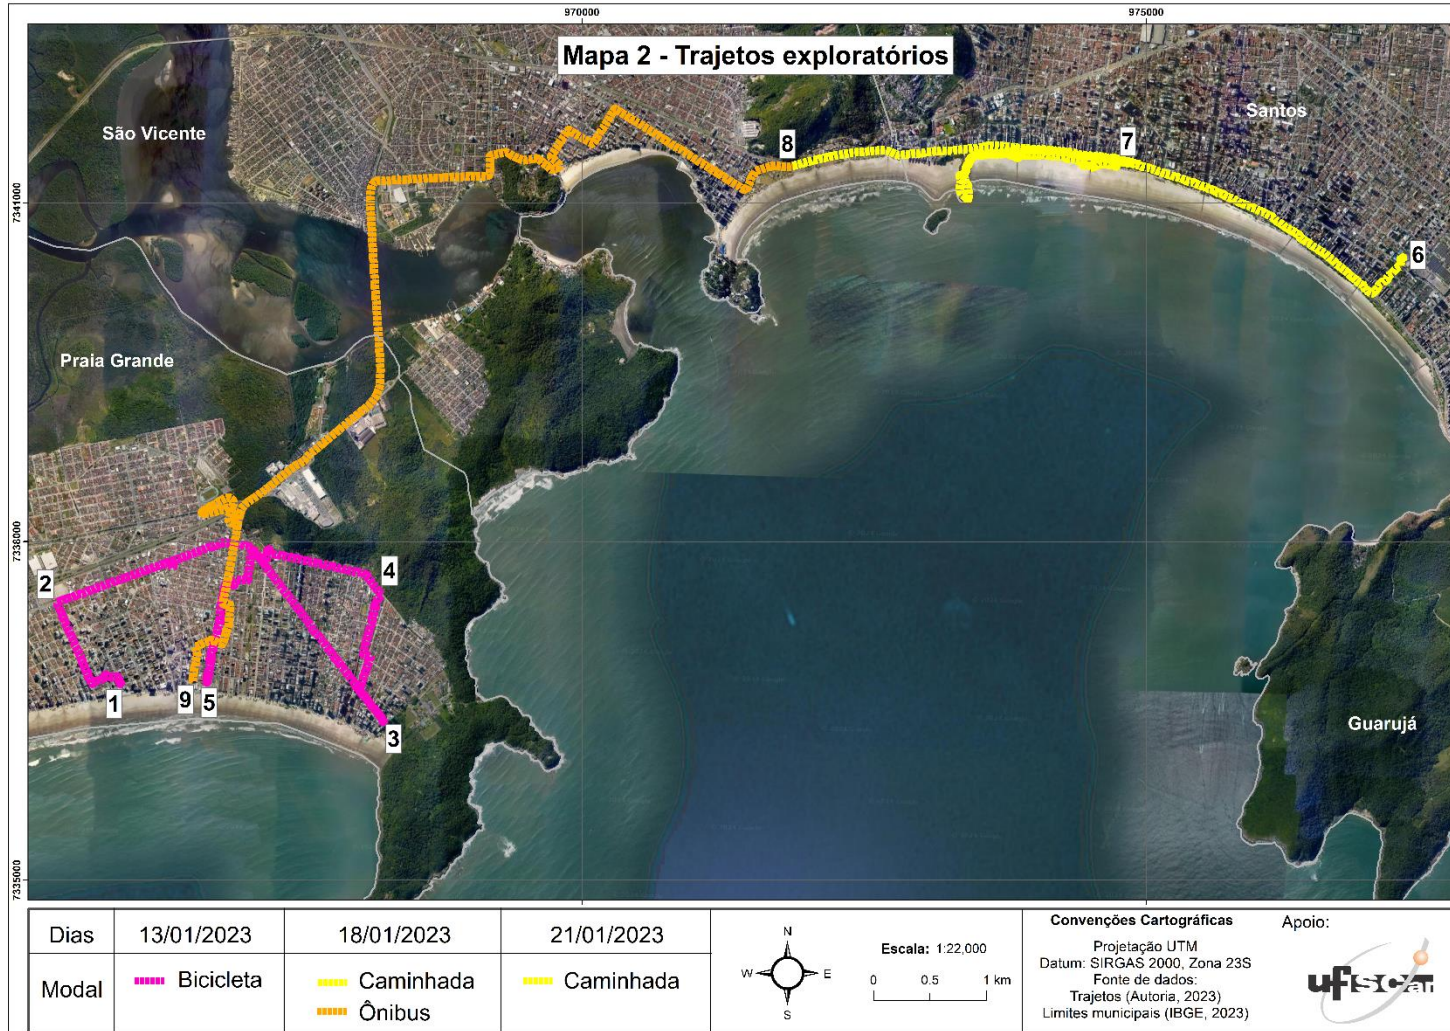 970000
975000
Mapa 2 - Trajetos exploratórios
São Vicente
Santos
8
7
7341000
6
Praia Grande
7338000
2
4
1
9
5
3
Guarujá
7335000
Dias
13/01/2023
18/01/2023
21/01/2023
Modal
Bicicleta
Caminhada
Ônibus
Caminhada
N
W
E
S
Escala: 1:22,000
0 0.5 1 km
Convenções Cartográficas
Projetação UTM
Datum: SIRGAS 2000, Zona 23S
Fonte de dados:
Trajetos (Autoria, 2023)
Limites municipais (IBGE, 2023)
Apoio:
ufscar